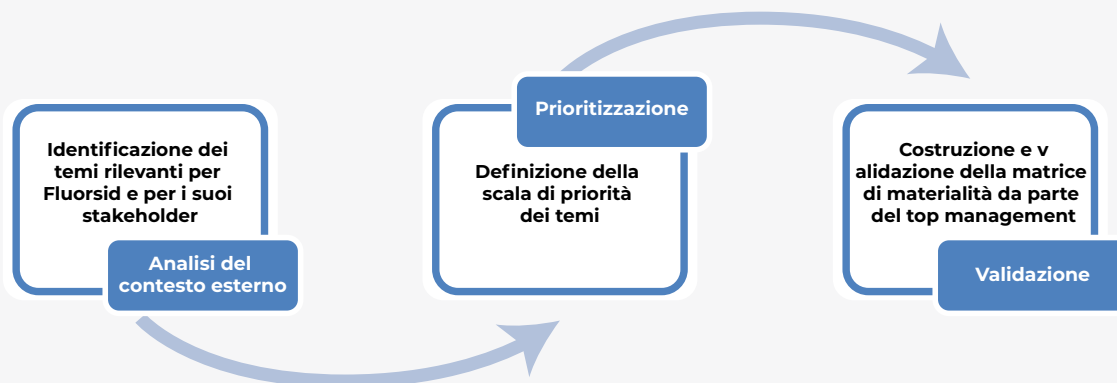 Identificazione dei
temi rilevanti per
Fluorsid e per i suoi
stakeholder
Analisi del
contesto esterno
Prioritizzazione
Definizione della
scala di priorità
dei temi
Costruzione e v
alidazione della matrice
di materialità da parte
del top management
Validazione